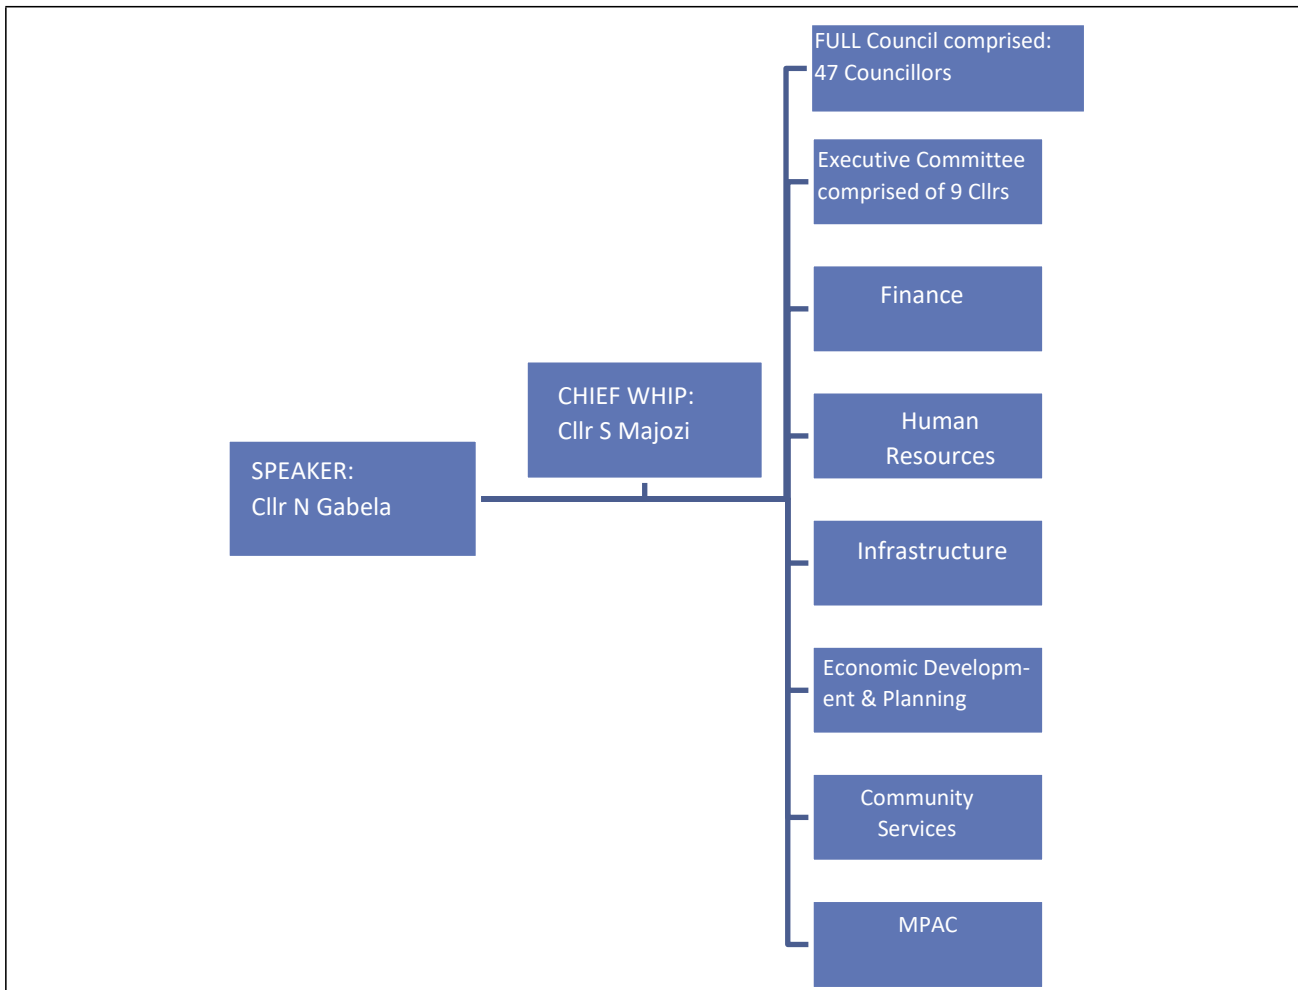 FULL Council comprised:
47 Councillors
Executive Committee
comprised of 9 Cllrs
Finance
CHIEF WHIP:
Cllr S Majozi
Human
Resources
SPEAKER:
Cllr N Gabela
Infrastructure
Economic Developm-
ent & Planning
Community
Services
MPAC